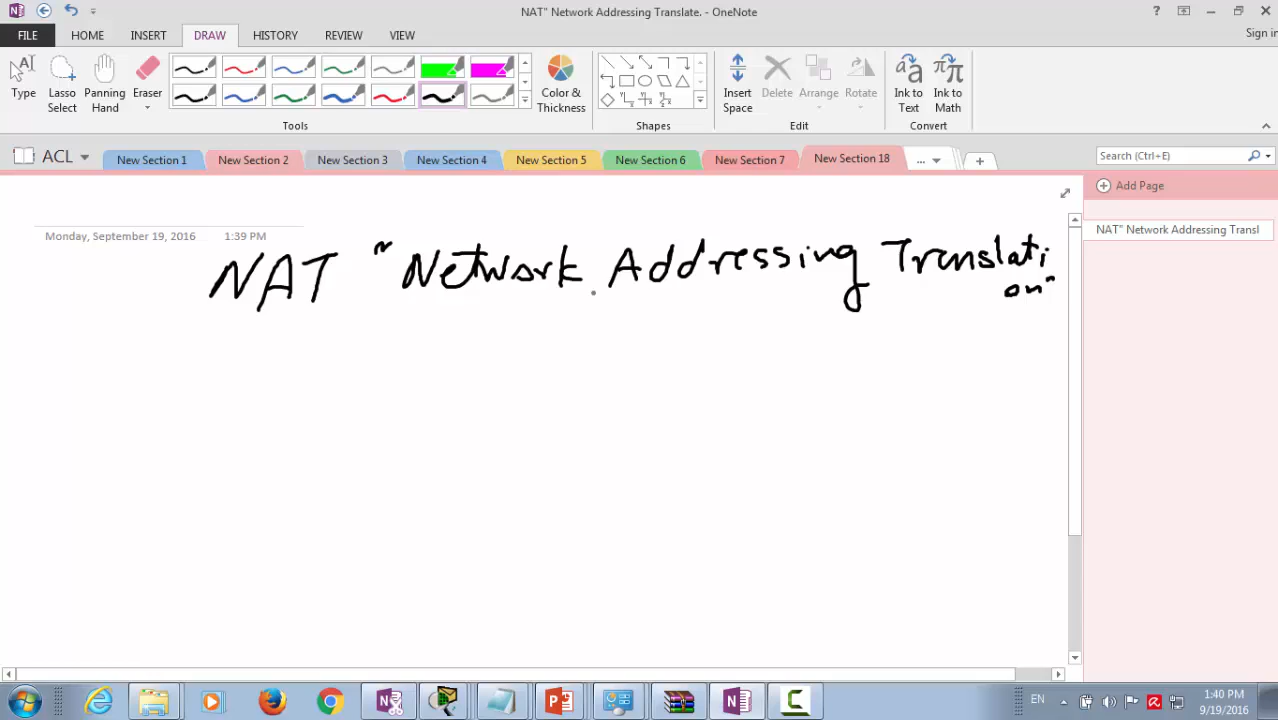 NAT" Network Addressing Translate. - OneNote
?
Sign in
FILE HOME INSERT DRAW HISTORY REVIEW VIEW
Type
Lasso Select
Panning Hand
Eraser
Color & Thickness
Insert Space
Delete
Arrange
Rotate
Ink to Text
Ink to Math
Tools
Shapes
Edit
Convert
ACL
New Section 1
New Section 2
New Section 3
New Section 4
New Section 5
New Section 6
New Section 7
New Section 18
...
Search (Ctrl+E)
Add Page
NAT" Network Addressing Transl
Monday, September 19, 2016 1:39 PM
NAT "Network Addressing Translati
on"
EN
1:40 PM
9/19/2016